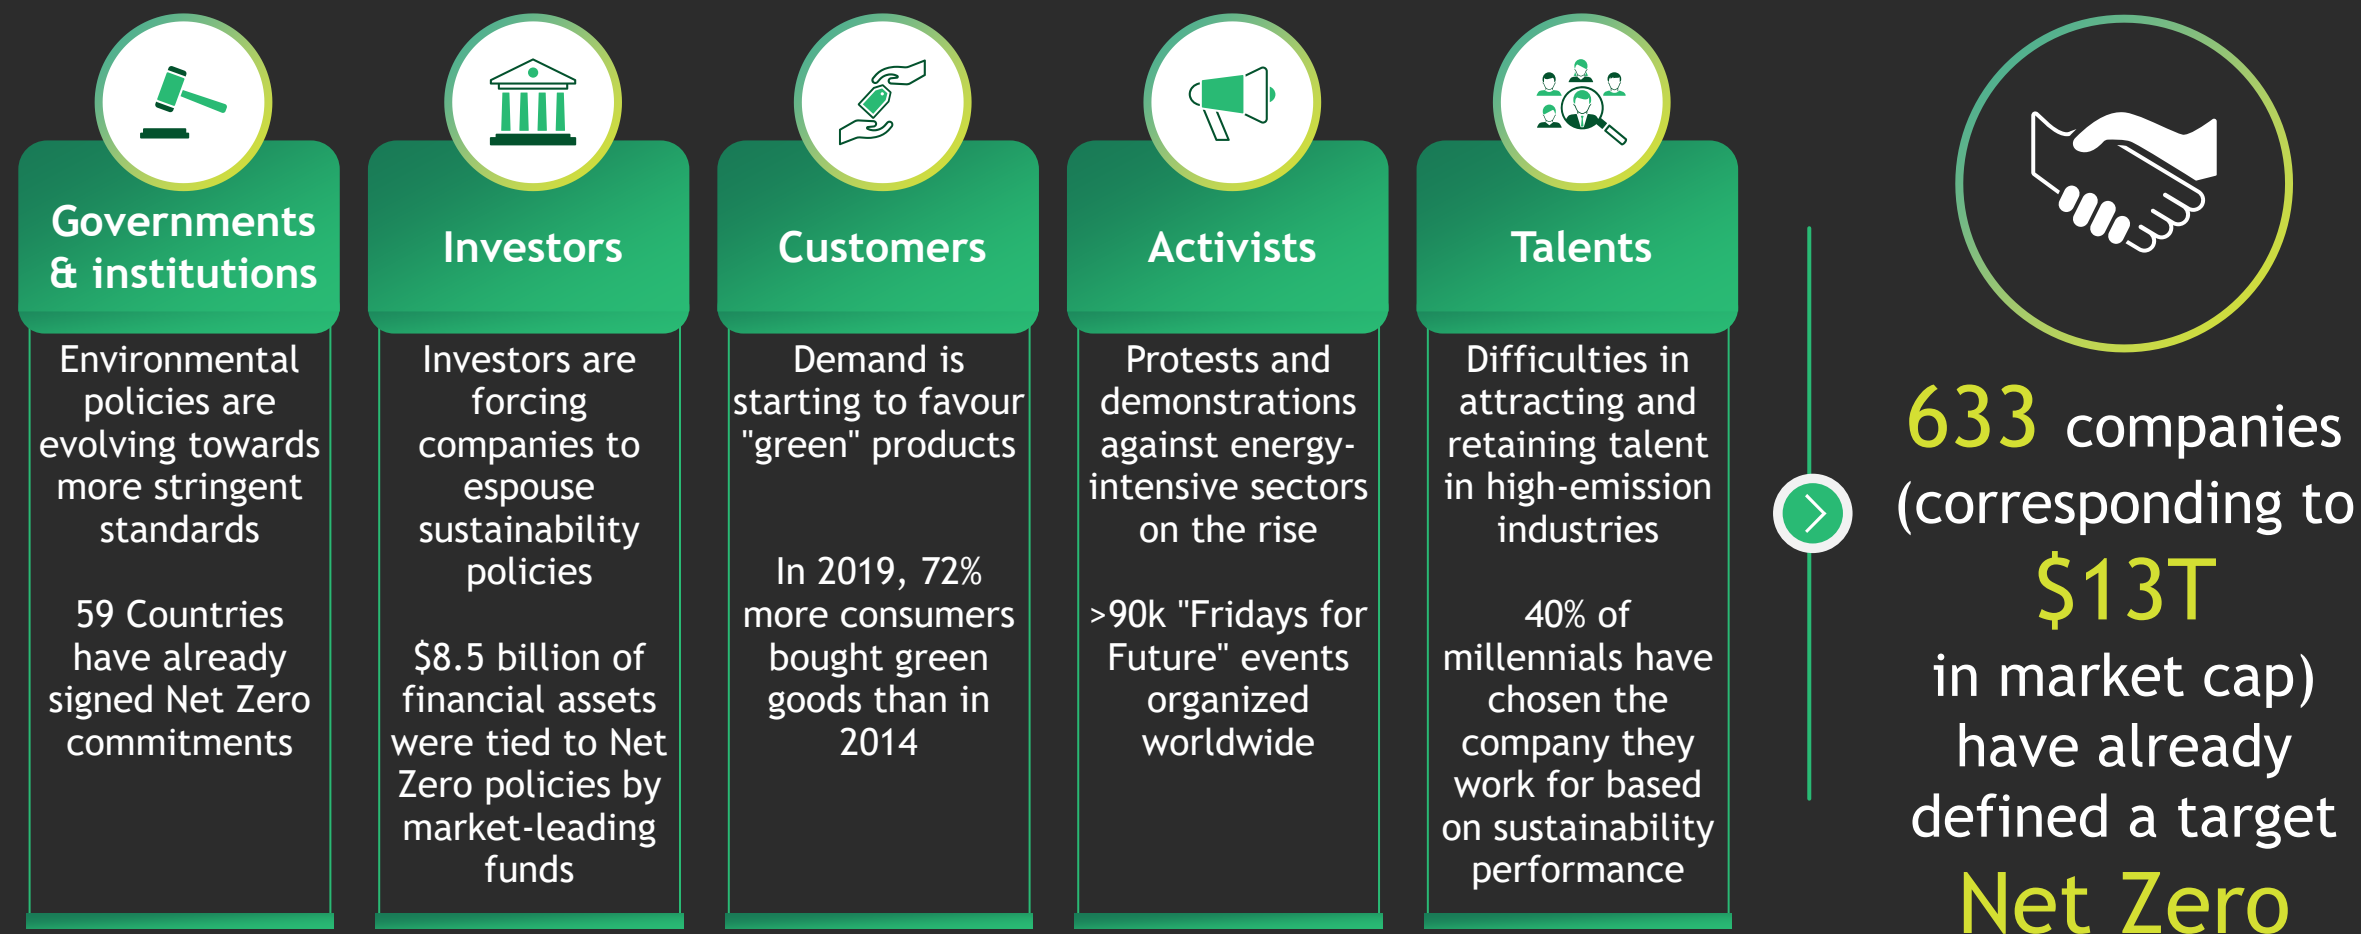 Governments
& institutions
Environmental
policies are
evolving towards
more stringent
standards
59 Countries
have already
signed Net Zero
commitments
Investors
Investors are
forcing
companies to
espouse
sustainability
policies
$8.5 billion of
financial assets
were tied to Net
Zero policies by
market-leading
funds
Customers
Demand is
starting to favour
"green" products
In 2019, 72%
more consumers
bought green
goods than in
2014
Activists
Protests and
demonstrations
against energy-
intensive sectors
on the rise
>90k "Fridays for
Future" events
organized
worldwide
Talents
Difficulties in
attracting and
retaining talent
in high-emission
industries
40% of
millennials have
chosen the
company they
work for based
on sustainability
performance
633 companies
(corresponding to
$13T
in market cap)
have already
defined a target
Net Zero